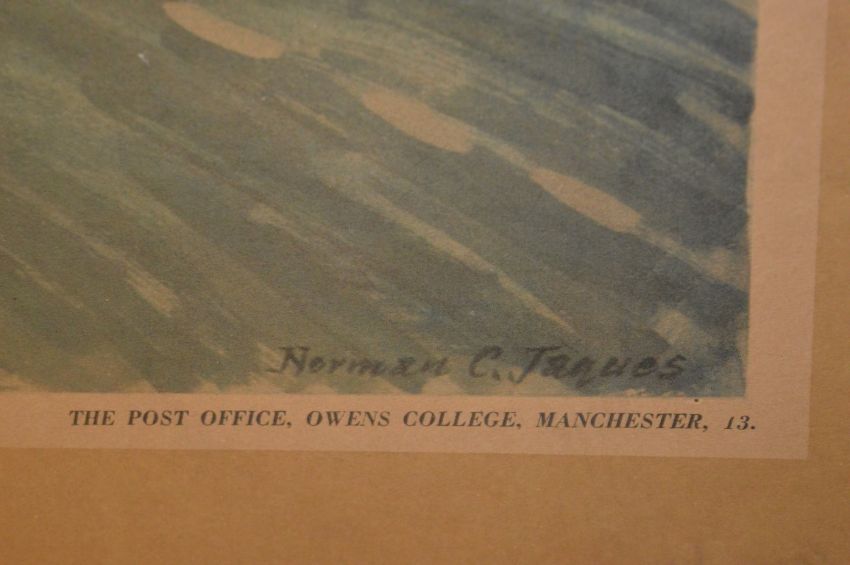 Norman C. Jaques
THE POST OFFICE, OWENS COLLEGE, MANCHESTER, 13.